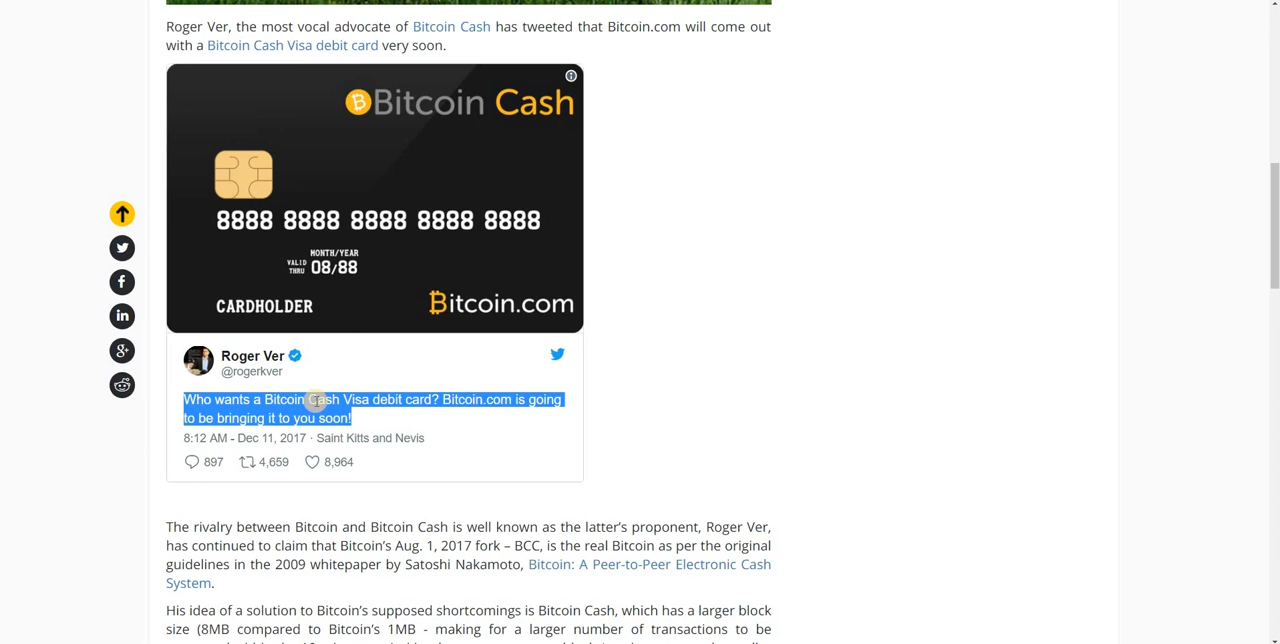 Roger Ver, the most vocal advocate of Bitcoin Cash has tweeted that Bitcoin.com will come out
with a Bitcoin Cash Visa debit card very soon.
Bitcoin Cash
8888 8888 8888 8888 8888
MONTH/YEAR
VALID THRU 08/88
CARDHOLDER
Bitcoin.com
Roger Ver
@rogerkver
Who wants a Bitcoin Cash Visa debit card? Bitcoin.com is going
to be bringing it to you soon!
8:12 AM - Dec 11, 2017 · Saint Kitts and Nevis
897 4,659 8,964
The rivalry between Bitcoin and Bitcoin Cash is well known as the latter’s proponent, Roger Ver,
has continued to claim that Bitcoin’s Aug. 1, 2017 fork – BCC, is the real Bitcoin as per the original
guidelines in the 2009 whitepaper by Satoshi Nakamoto, Bitcoin: A Peer-to-Peer Electronic Cash
System.
His idea of a solution to Bitcoin’s supposed shortcomings is Bitcoin Cash, which has a larger block
size (8MB compared to Bitcoin’s 1MB - making for a larger number of transactions to be